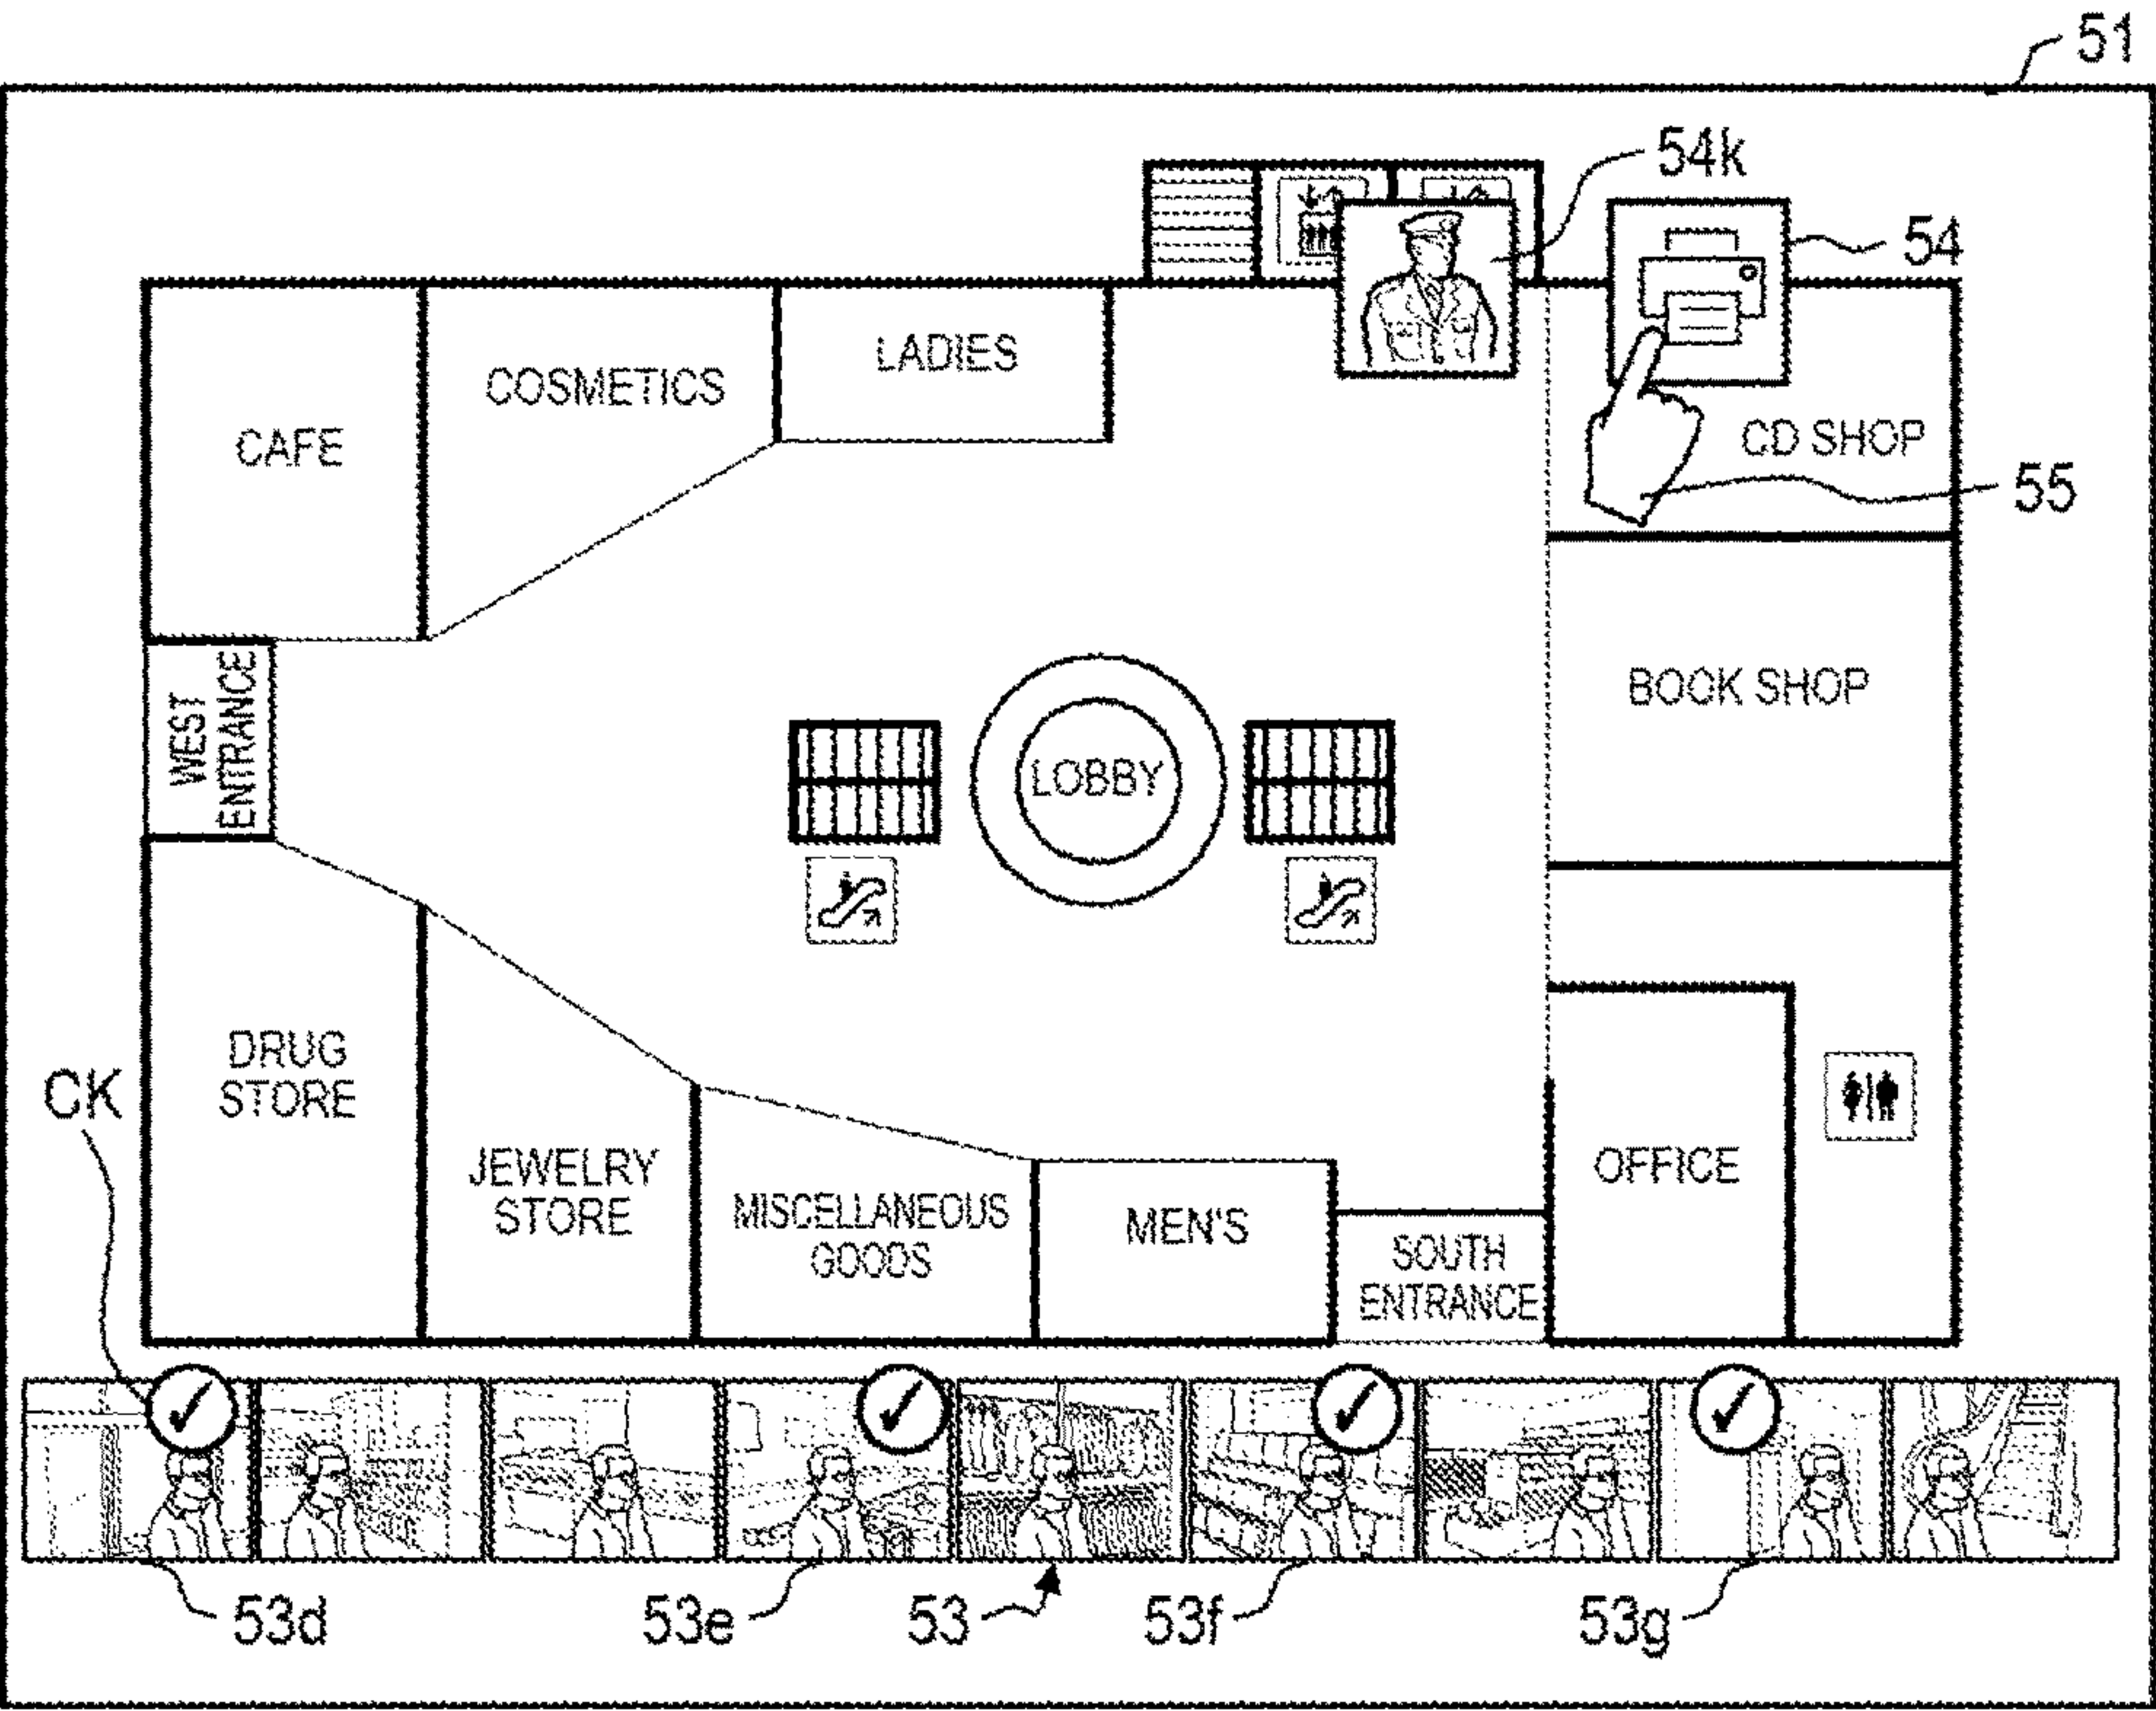 51
54k
54
LADIES
COSMETICS
CAFE
CD SHOP
55
WEST
ENTRANCE
BOOK SHOP
LOBBY
DRUG
STORE
CK
JEWELRY
STORE
MISCELLANEOUS
GOODS
MEN'S
OFFICE
SOUTH
ENTRANCE
53d
53e
53
53f
53g